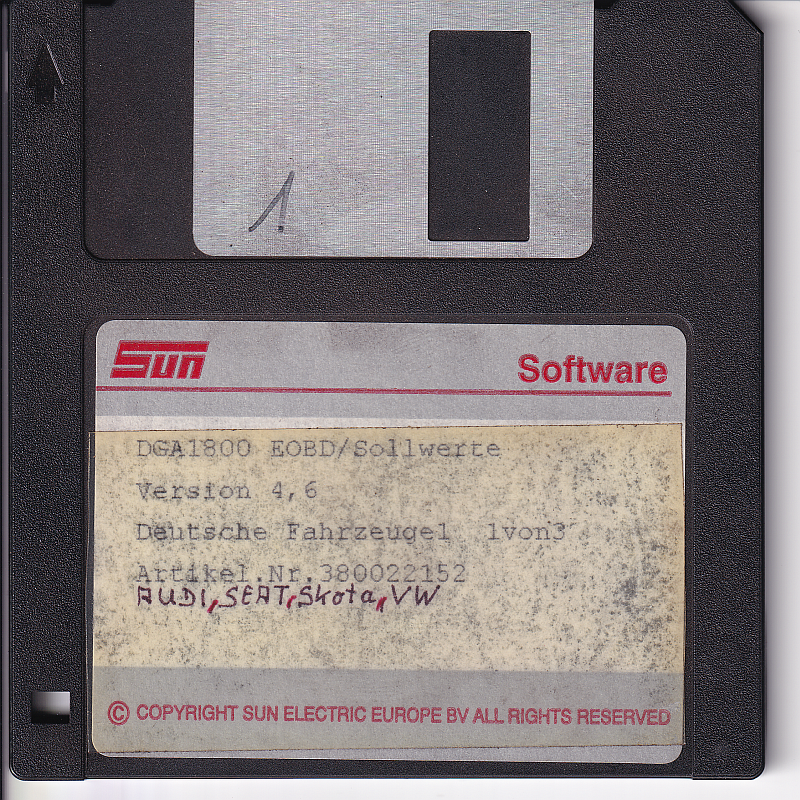 1
Sun
Software
DGA1800 EOBD/Sollwerte
Version 4,6
Deutsche Fahrzeuge1 1von3
Artikel.Nr.380022152
AUDI,SEAT,Skota,VW
© COPYRIGHT SUN ELECTRIC EUROPE BV ALL RIGHTS RESERVED